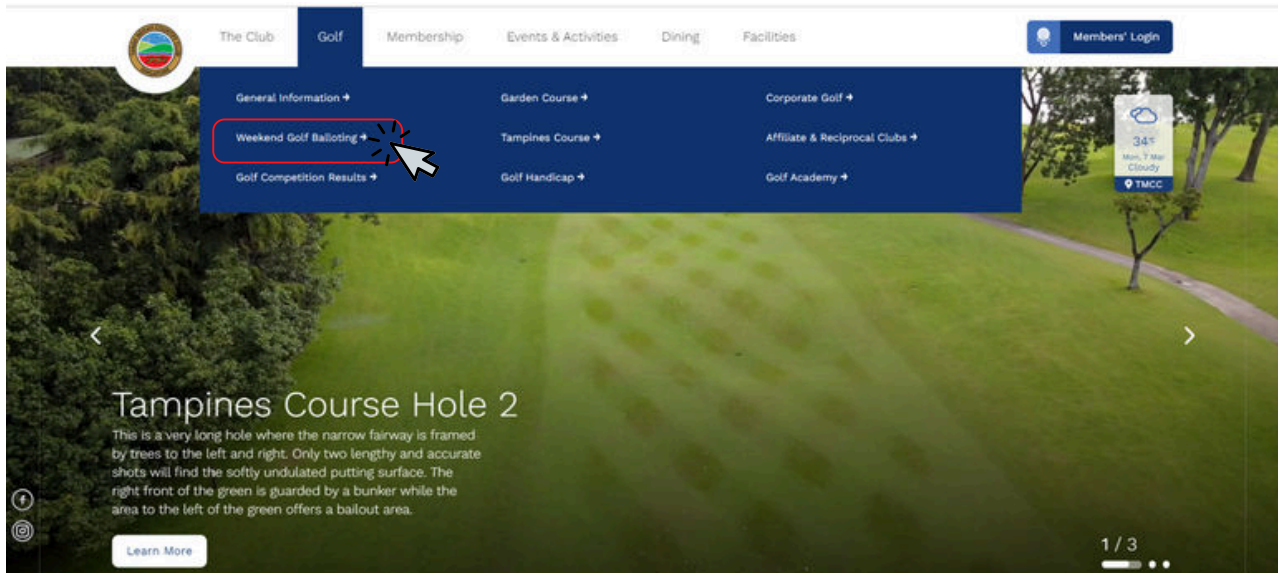 The Club
Golf
Membership
Events & Activities
Dining
Facilities
Members' Login
General Information →
Garden Course →
Corporate Golf →
Weekend Golf Balloting →
Tampines Course →
Affiliate & Reciprocal Clubs →
Golf Competition Results →
Golf Handicap →
Golf Academy →
Mon, 7 Mar
Cloudy
TMCC
Tampines Course Hole 2
This is a very long hole where the narrow fairway is framed
by trees to the left and right. Only two lengthy and accurate
shots will find the softly undulated putting surface. The
right front of the green is guarded by a bunker while the
area to the left of the green offers a bailout area.
Learn More
1 / 3